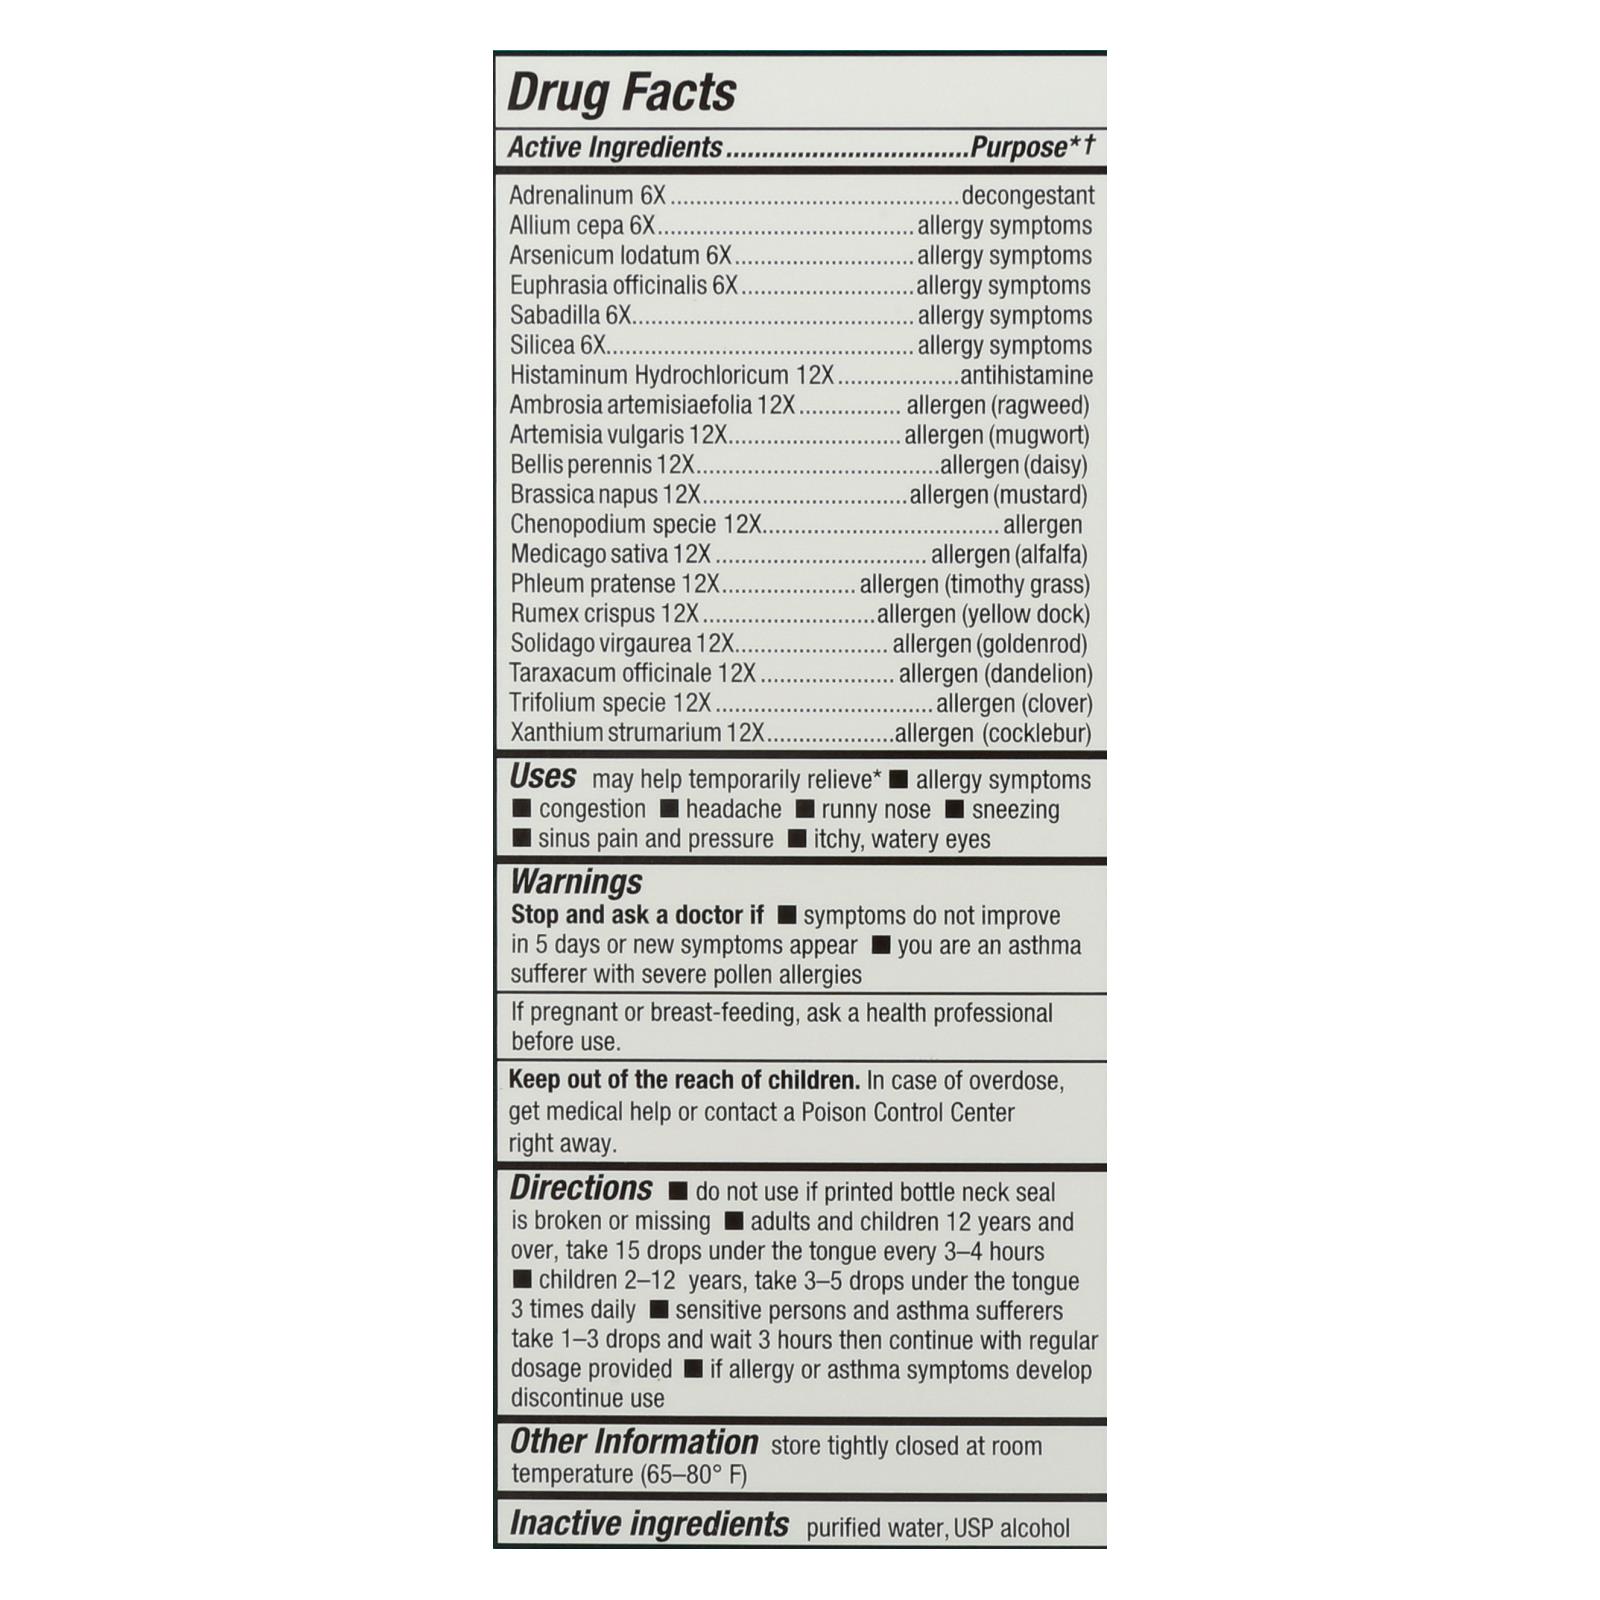 Drug Facts
Active Ingredients..................................Purpose*†
Adrenalinum 6X..............................................decongestant
Allium cepa 6X......................................... allergy symptoms
Arsenicum Iodatum 6X............................ allergy symptoms
Euphrasia officinalis 6X...........................allergy symptoms
Sabadilla 6X............................................ allergy symptoms
Silicea 6X................................................ allergy symptoms
Histaminum Hydrochloricum 12X...................antihistamine
Ambrosia artemisiaefolia 12X................ allergen (ragweed)
Artemisia vulgaris 12X........................... allergen (mugwort)
Bellis perennis 12X.......................................allergen (daisy)
Brassica napus 12X................................allergen (mustard)
Chenopodium specie 12X..................................... allergen
Medicago sativa 12X................................. allergen (alfalfa)
Phleum pratense 12X..................... allergen (timothy grass)
Rumex crispus 12X...........................allergen (yellow dock)
Solidago virgaurea 12X........................ allergen (goldenrod)
Taraxacum officinale 12X..................... allergen (dandelion)
Trifolium specie 12X..................................allergen (clover)
Xanthium strumarium 12X....................allergen (cocklebur)
Uses may help temporarily relieve* ■ allergy symptoms
■ congestion ■ headache ■ runny nose ■ sneezing
■ sinus pain and pressure ■ itchy, watery eyes
Warnings
Stop and ask a doctor if ■ symptoms do not improve
in 5 days or new symptoms appear ■ you are an asthma
sufferer with severe pollen allergies
If pregnant or breast-feeding, ask a health professional
before use.
Keep out of the reach of children. In case of overdose,
get medical help or contact a Poison Control Center
right away.
Directions ■ do not use if printed bottle neck seal
is broken or missing ■ adults and children 12 years and
over, take 15 drops under the tongue every 3–4 hours
■ children 2–12 years, take 3–5 drops under the tongue
3 times daily ■ sensitive persons and asthma sufferers
take 1–3 drops and wait 3 hours then continue with regular
dosage provided ■ if allergy or asthma symptoms develop
discontinue use
Other Information store tightly closed at room
temperature (65–80° F)
Inactive ingredients purified water, USP alcohol